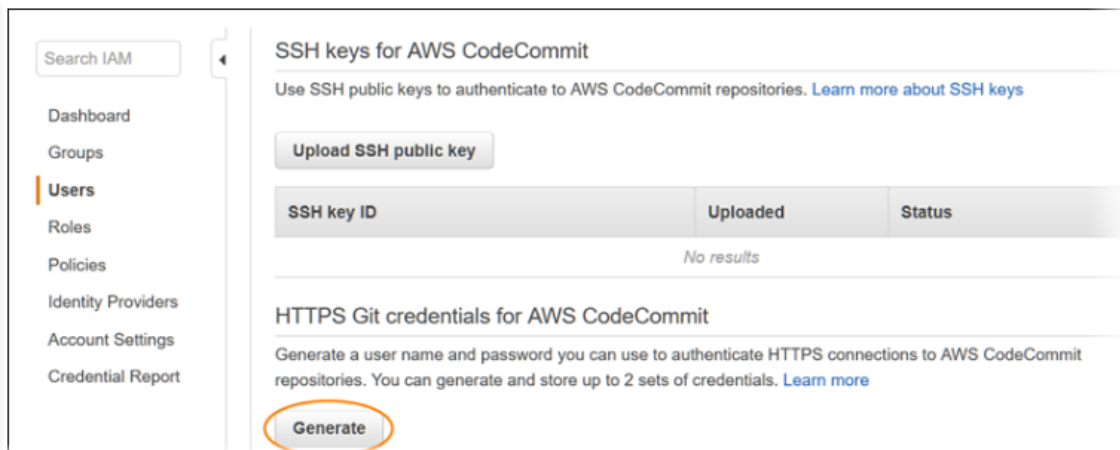 Search IAM
Dashboard
Groups
Users
Roles
Policies
Identity Providers
Account Settings
Credential Report
SSH keys for AWS CodeCommit
Use SSH public keys to authenticate to AWS CodeCommit repositories. Learn more about SSH keys
Upload SSH public key
SSH key ID Uploaded Status
No results
HTTPS Git credentials for AWS CodeCommit
Generate a user name and password you can use to authenticate HTTPS connections to AWS CodeCommit
repositories. You can generate and store up to 2 sets of credentials. Learn more
Generate